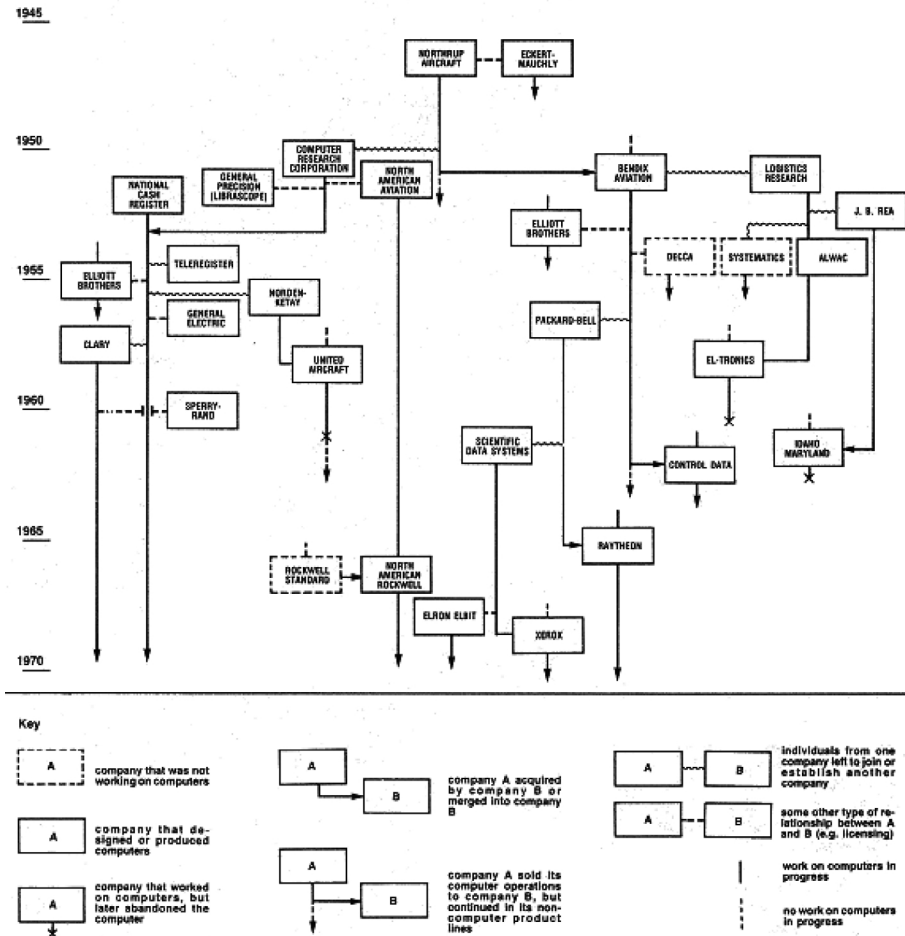 1945
NORTHRUP
AIRCRAFT
ECKERT-
MAUCHLY
1950
COMPUTER
RESEARCH
CORPORATION
GENERAL
PRECISION
(LIBRASCOPE)
NORTH
AMERICAN
AVIATION
NATIONAL
CASH
REGISTER
BENDIX
AVIATION
LOGISTICS
RESEARCH
J. B. REA
ELLIOTT
BROTHERS
DECCA
SYSTEMATICS
ALWAC
1955
ELLIOTT
BROTHERS
TELEREGISTER
NORDEN-
KETAY
GENERAL
ELECTRIC
PACKARD-BELL
CLARY
UNITED
AIRCRAFT
EL-TRONICS
1960
SPERRY-
RAND
SCIENTIFIC
DATA SYSTEMS
CONTROL DATA
IDAHO
MARYLAND
1965
RAYTHEON
ROCKWELL
STANDARD
NORTH
AMERICAN
ROCKWELL
ELRON ELBIT
XEROX
1970
Key
A
company that was not
working on computers
A
company that de-
signed or produced
computers
A
company that worked
on computers, but
later abandoned the
computer
A
B
company A acquired
by company B or
merged into company
B
A
B
company A sold its
computer operations
to company B, but
continued in its non-
computer product
lines
A
B
individuals from one
company left to join or
establish another
company
A
B
some other type of re-
lationship between A
and B (e.g. licensing)
work on computers in
progress
no work on computers
in progress